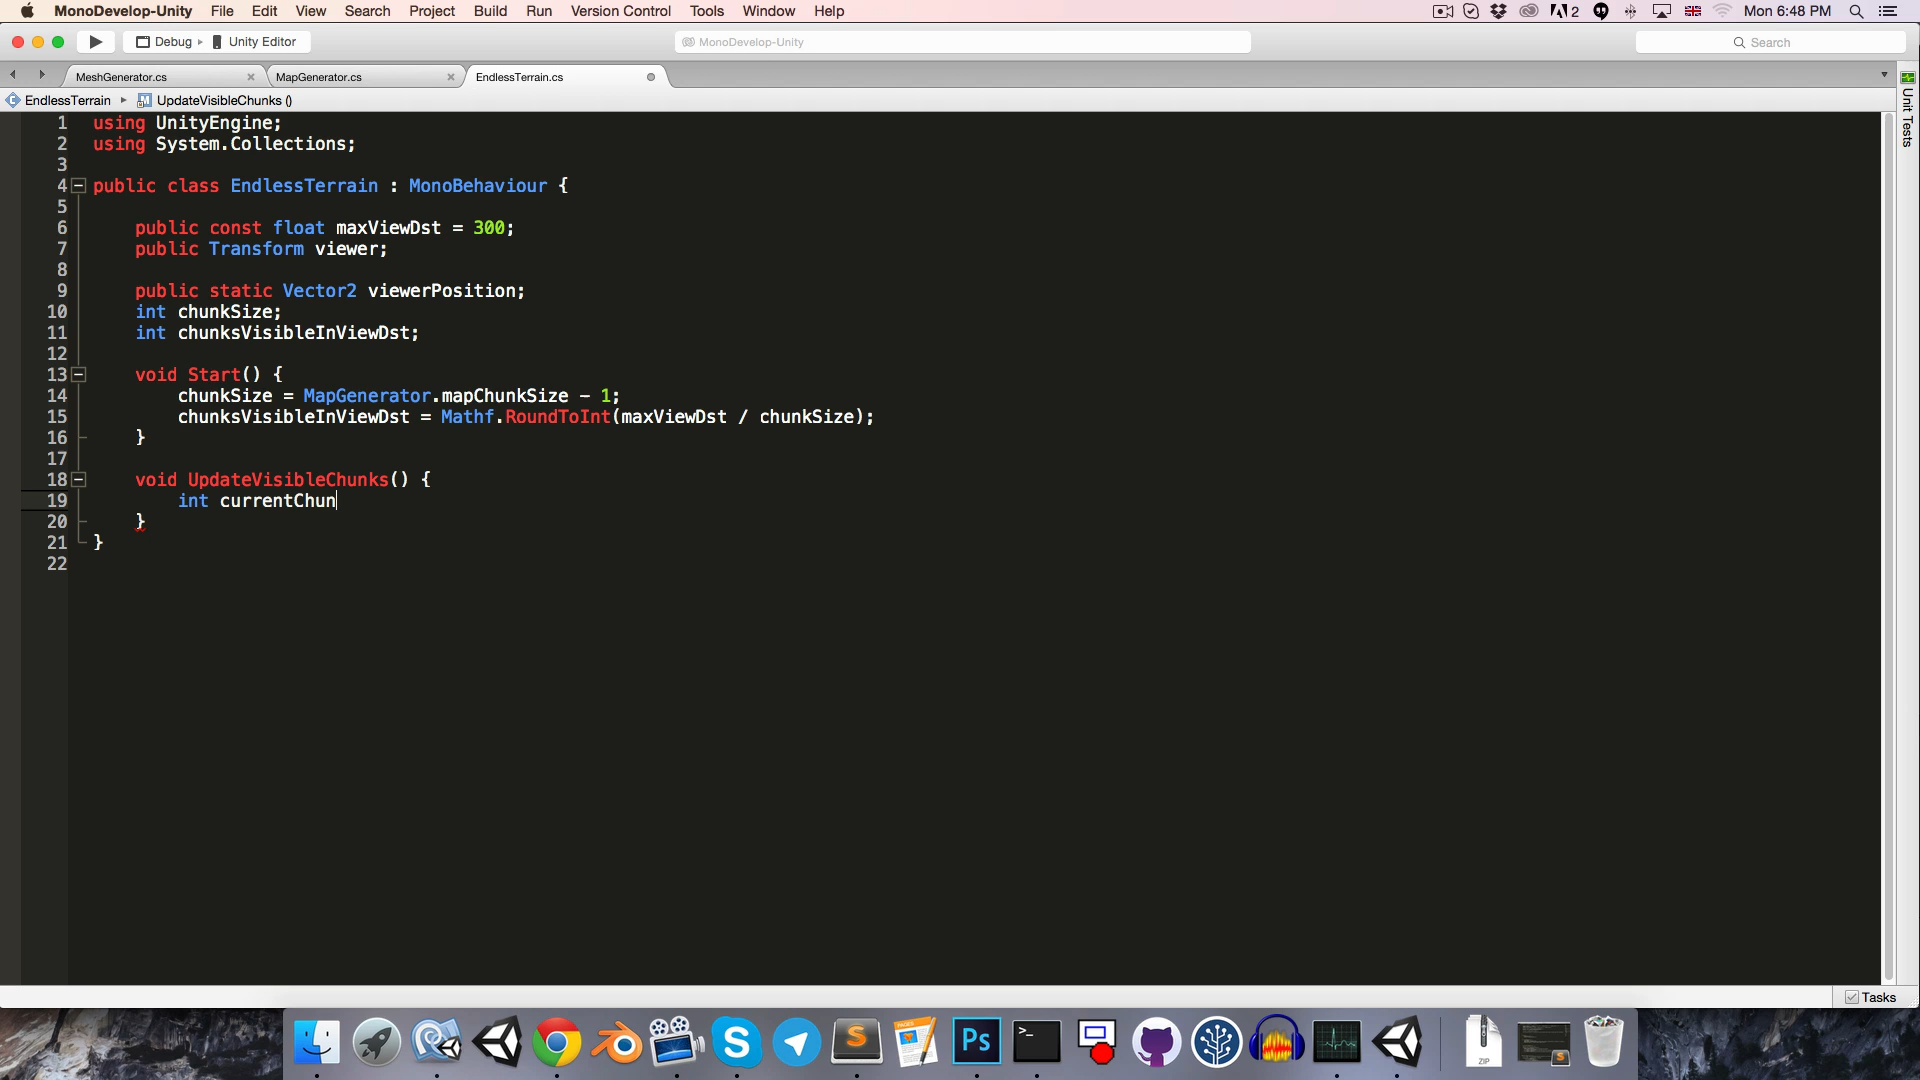 MonoDevelop-Unity File Edit View Search Project Build Run Version Control Tools Window Help 2 Mon 6:48 PM
Debug Unity Editor MonoDevelop-Unity Search
MeshGenerator.cs MapGenerator.cs EndlessTerrain.cs
EndlessTerrain UpdateVisibleChunks ()
Unit Tests
1 using UnityEngine;
2 using System.Collections;
3
4 public class EndlessTerrain : MonoBehaviour {
5
6 public const float maxViewDst = 300;
7 public Transform viewer;
8
9 public static Vector2 viewerPosition;
10 int chunkSize;
11 int chunksVisibleInViewDst;
12
13 void Start() {
14 chunkSize = MapGenerator.mapChunkSize - 1;
15 chunksVisibleInViewDst = Mathf.RoundToInt(maxViewDst / chunkSize);
16 }
17
18 void UpdateVisibleChunks() {
19 int currentChun
20 }
21 }
22
Tasks
PAGES
Ps
ZIP